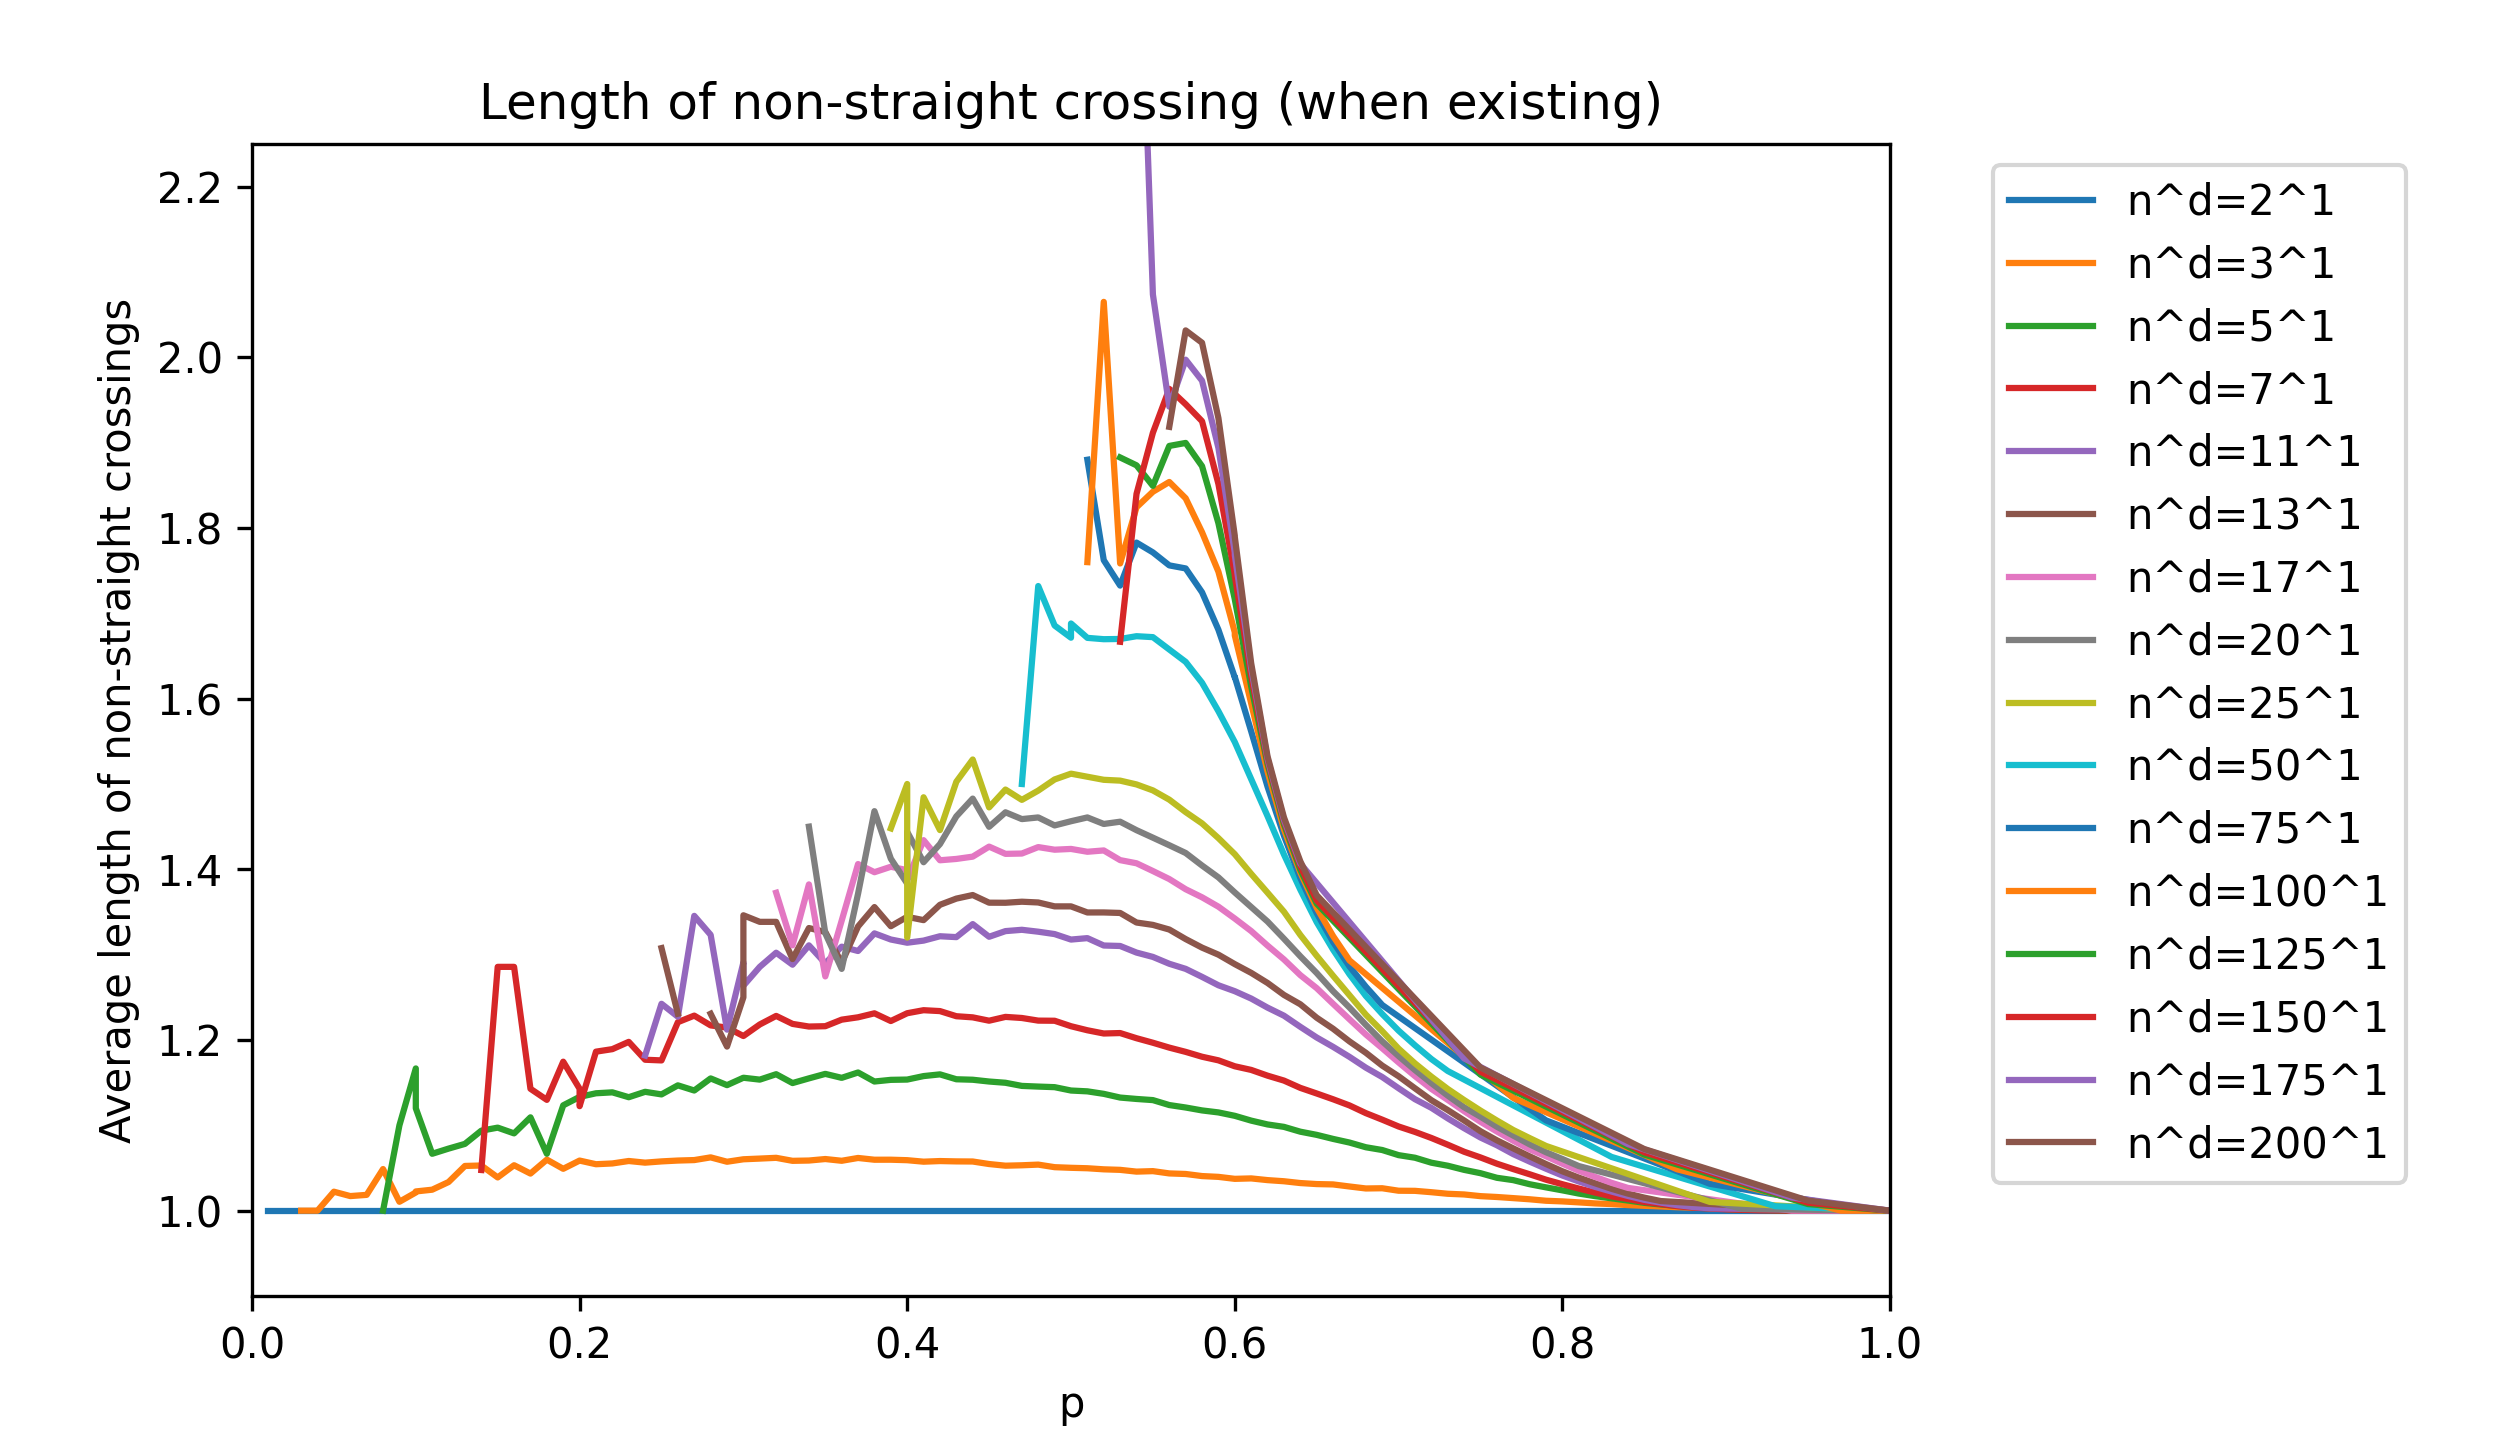 Length of non-straight crossing (when existing)
Average length of non-straight crossings
2.2
2.0
1.8
1.6
1.4
1.2
1.0
0.0 0.2 0.4 0.6 0.8 1.0
p
n^d=2^1
n^d=3^1
n^d=5^1
n^d=7^1
n^d=11^1
n^d=13^1
n^d=17^1
n^d=20^1
n^d=25^1
n^d=50^1
n^d=75^1
n^d=100^1
n^d=125^1
n^d=150^1
n^d=175^1
n^d=200^1